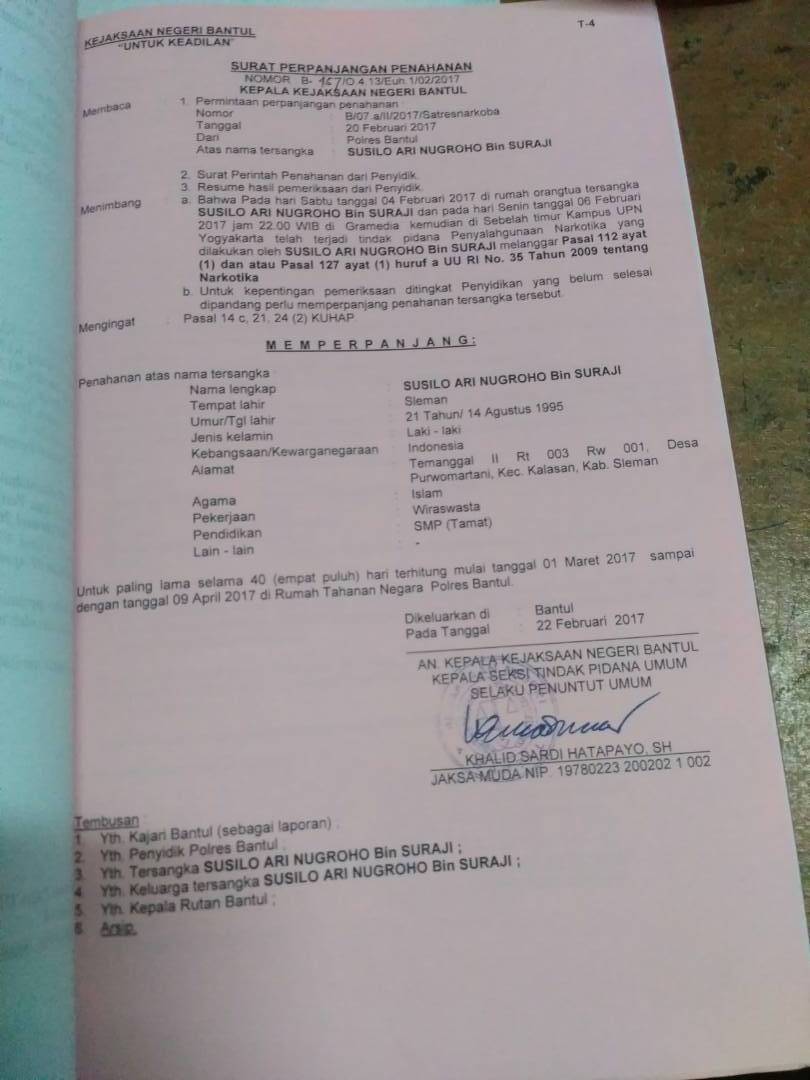 T-4
KEJAKSAAN NEGERI BANTUL
"UNTUK KEADILAN"
SURAT PERPANJANGAN PENAHANAN
NOMOR B- 167/O.4.13/Euh.1/02/2017
KEPALA KEJAKSAAN NEGERI BANTUL
Membaca : 1. Permintaan perpanjangan penahanan :
Nomor : B/07.a/II/2017/Satresnarkoba
Tanggal : 20 Februari 2017
Dari : Polres Bantul
Atas nama tersangka : SUSILO ARI NUGROHO Bin SURAJI
2. Surat Perintah Penahanan dari Penyidik.
3. Resume hasil pemeriksaan dari Penyidik.
Menimbang : a. Bahwa Pada hari Sabtu tanggal 04 Februari 2017 di rumah orangtua tersangka
SUSILO ARI NUGROHO Bin SURAJI dan pada hari Senin tanggal 06 Februari
2017 jam 22.00 WIB di Gramedia kemudian di Sebelah timur Kampus UPN
Yogyakarta telah terjadi tindak pidana Penyalahgunaan Narkotika yang
dilakukan oleh SUSILO ARI NUGROHO Bin SURAJI melanggar Pasal 112 ayat
(1) dan atau Pasal 127 ayat (1) huruf a UU RI No. 35 Tahun 2009 tentang
Narkotika
b. Untuk kepentingan pemeriksaan ditingkat Penyidikan yang belum selesai
dipandang perlu memperpanjang penahanan tersangka tersebut.
Mengingat : Pasal 14 c, 21, 24 (2) KUHAP
M E M P E R P A N J A N G :
Penahanan atas nama tersangka :
Nama lengkap : SUSILO ARI NUGROHO Bin SURAJI
Tempat lahir : Sleman
Umur/Tgl lahir : 21 Tahun/ 14 Agustus 1995
Jenis kelamin : Laki - laki
Kebangsaan/Kewarganegaraan : Indonesia
Alamat : Temanggal II Rt 003 Rw 001, Desa
Purwomartani, Kec. Kalasan, Kab. Sleman
Agama : Islam
Pekerjaan : Wiraswasta
Pendidikan : SMP (Tamat)
Lain - lain : -
Untuk paling lama selama 40 (empat puluh) hari terhitung mulai tanggal 01 Maret 2017 sampai
dengan tanggal 09 April 2017 di Rumah Tahanan Negara Polres Bantul.
Dikeluarkan di : Bantul
Pada Tanggal : 22 Februari 2017
AN. KEPALA KEJAKSAAN NEGERI BANTUL
KEPALA SEKSI TINDAK PIDANA UMUM
SELAKU PENUNTUT UMUM
KHALID SARDI HATAPAYO, SH
JAKSA MUDA NIP. 19780223 200202 1 002
Tembusan :
1. Yth. Kajari Bantul (sebagai laporan) ;
2. Yth. Penyidik Polres Bantul ;
3. Yth. Tersangka SUSILO ARI NUGROHO Bin SURAJI ;
4. Yth. Keluarga tersangka SUSILO ARI NUGROHO Bin SURAJI ;
5. Yth. Kepala Rutan Bantul ;
6. Arsip.